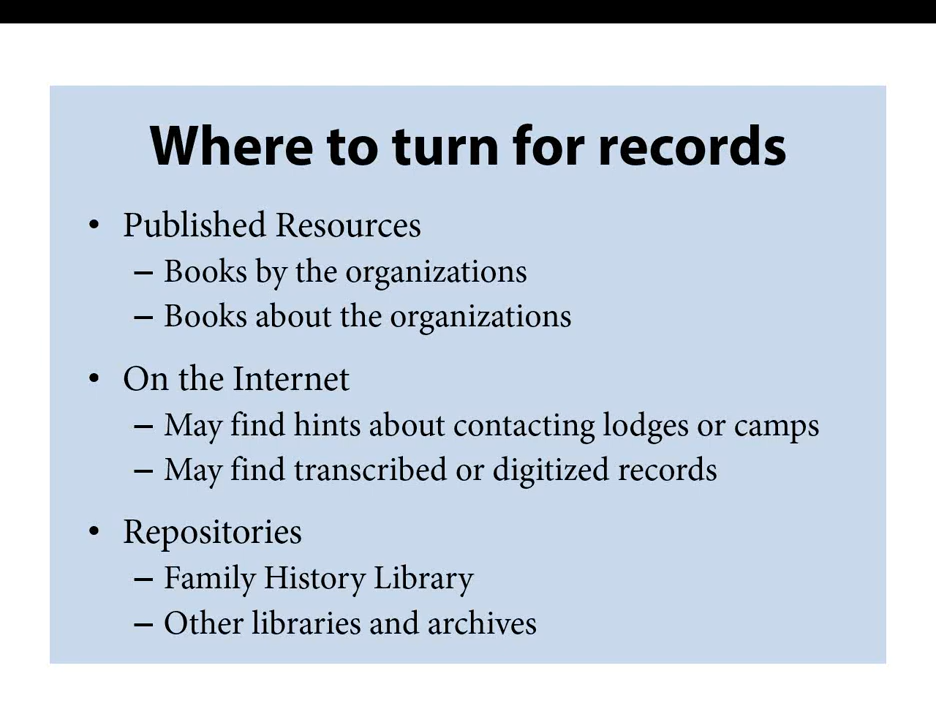 Where to turn for records
• Published Resources
– Books by the organizations
– Books about the organizations
• On the Internet
– May find hints about contacting lodges or camps
– May find transcribed or digitized records
• Repositories
– Family History Library
– Other libraries and archives